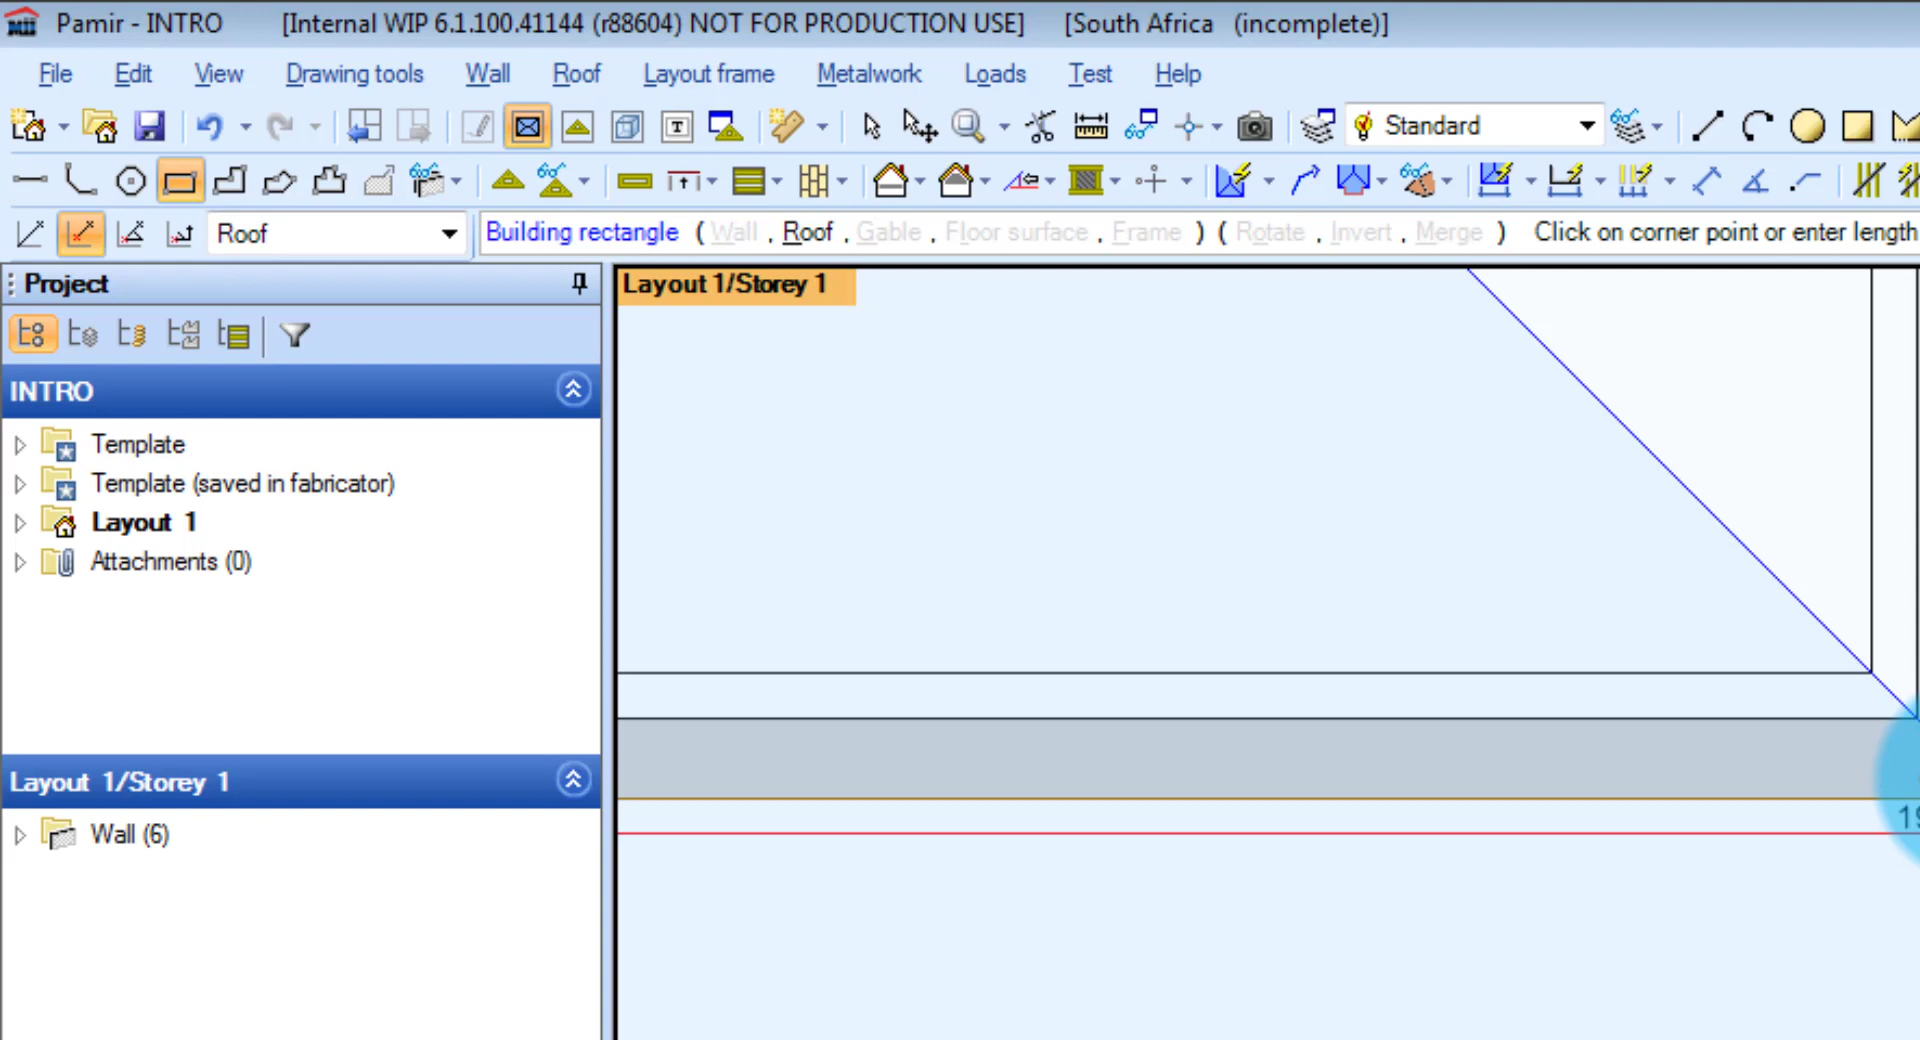 Pamir - INTRO [Internal WIP 6.1.100.41144 (r88604) NOT FOR PRODUCTION USE] [South Africa (incomplete)]
File Edit View Drawing tools Wall Roof Layout frame Metalwork Loads Test Help
T Standard
Roof Building rectangle ( Wall , Roof , Gable , Floor surface , Frame ) ( Rotate , Invert , Merge ) Click on corner point or enter length
Project
Layout 1/Storey 1
INTRO
Template
Template (saved in fabricator)
Layout 1
Attachments (0)
Layout 1/Storey 1
Wall (6)